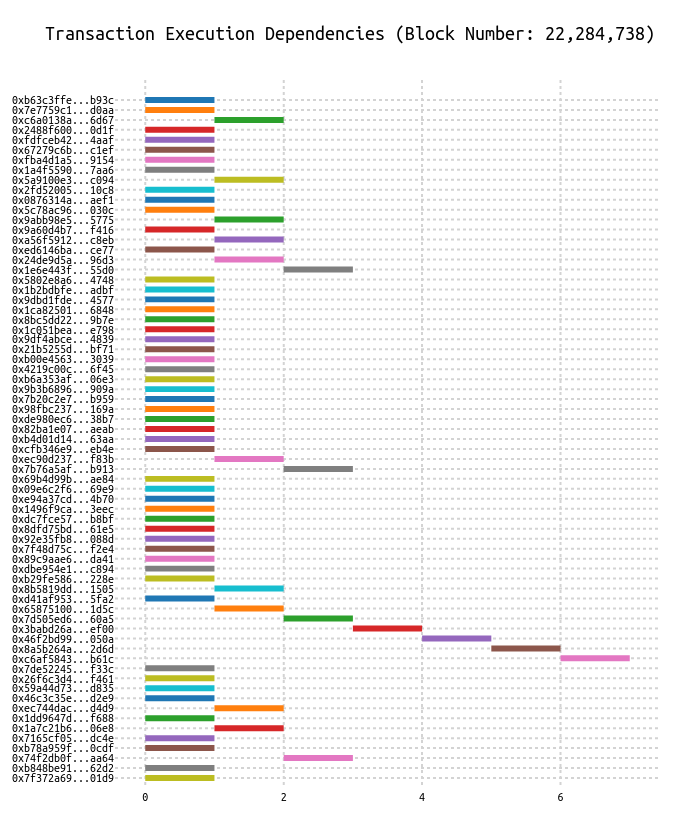 Transaction Execution Dependencies (Block Number: 22,284,738)
0xb63c3ffe...b93c
0x7e7759c1...d0aa
0xc6a0138a...6d67
0x2488f600...0d1f
0xfdfceb42...4aaf
0x67279c6b...c1ef
0xfba4d1a5...9154
0x1a4f5590...7aa6
0x5a9100e3...c094
0x2fd52005...10c8
0x0876314a...aef1
0x5c78ac96...030c
0x9abb98e5...5775
0x9a60d4b7...f416
0xa56f5912...c8eb
0xed6146ba...ce77
0x24de9d5a...96d3
0x1e6e443f...55d0
0x5802e8a6...4748
0x1b2bdbfe...adbf
0x9dbd1fde...4577
0x1ca82501...6848
0x8bc5dd22...9b7e
0x1c051bea...e798
0x9df4abce...4839
0x21b5255d...bf71
0xb00e4563...3039
0x4219c00c...6f45
0xb6a353af...06e3
0x9b3b6896...909a
0x7b20c2e7...b959
0x98fbc237...169a
0xde980ec6...38b7
0x82ba1e07...aeab
0xb4d01d14...63aa
0xcfb346e9...eb4e
0xec90d237...f83b
0x7b76a5af...b913
0x69b4d99b...ae84
0x09e6c2f6...69e9
0xe94a37cd...4b70
0x1496f9ca...3eec
0xdc7fce57...b8bf
0x8dfd75bd...61e5
0x92e35fb8...088d
0x7f48d75c...f2e4
0x89c9aae6...da41
0xdbe954e1...c894
0xb29fe586...228e
0x8b5819dd...1505
0xd41af953...5fa2
0x65875100...1d5c
0x7d505ed6...60a5
0x3babd26a...ef00
0x46f2bd99...050a
0x8a5b264a...2d6d
0xc6af5843...b61c
0x7de52245...f33c
0x26f6c3d4...f461
0x59a44d73...d835
0x46c3c35e...d2e9
0xec744dac...d4d9
0x1dd9647d...f688
0x1a7c21b6...06e8
0x7165cf05...dc4e
0xb78a959f...0cdf
0x74f2db0f...aa64
0xb848be91...62d2
0x7f372a69...01d9
0 2 4 6